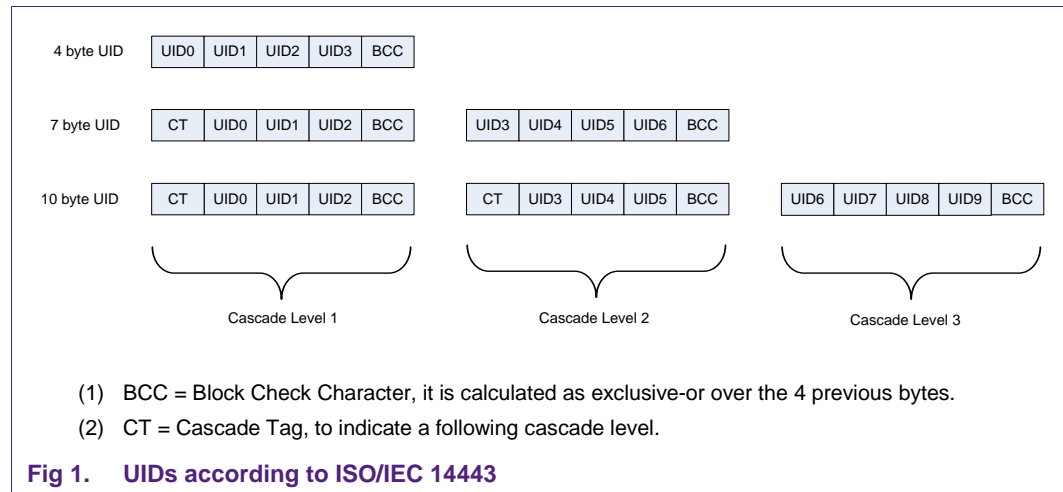 4 byte UID UID0 UID1 UID2 UID3 BCC
7 byte UID CT UID0 UID1 UID2 BCC UID3 UID4 UID5 UID6 BCC
10 byte UID CT UID0 UID1 UID2 BCC CT UID3 UID4 UID5 BCC UID6 UID7 UID8 UID9 BCC
Cascade Level 1 Cascade Level 2 Cascade Level 3
(1) BCC = Block Check Character, it is calculated as exclusive-or over the 4 previous bytes.
(2) CT = Cascade Tag, to indicate a following cascade level.
Fig 1. UIDs according to ISO/IEC 14443